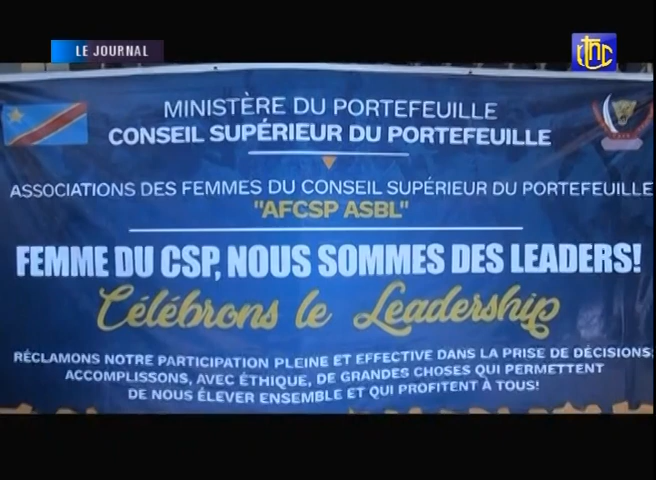 LE JOURNAL
rtnc
MINISTÈRE DU PORTEFEUILLE
CONSEIL SUPÉRIEUR DU PORTEFEUILLE
ASSOCIATIONS DES FEMMES DU CONSEIL SUPÉRIEUR DU PORTEFEUILLE
"AFCSP ASBL"
FEMME DU CSP, NOUS SOMMES DES LEADERS!
Célébrons le Leadership
RÉCLAMONS NOTRE PARTICIPATION PLEINE ET EFFECTIVE DANS LA PRISE DE DÉCISIONS,
ACCOMPLISSONS, AVEC ÉTHIQUE, DE GRANDES CHOSES QUI PERMETTENT
DE NOUS ÉLEVER ENSEMBLE ET QUI PROFITENT À TOUS!